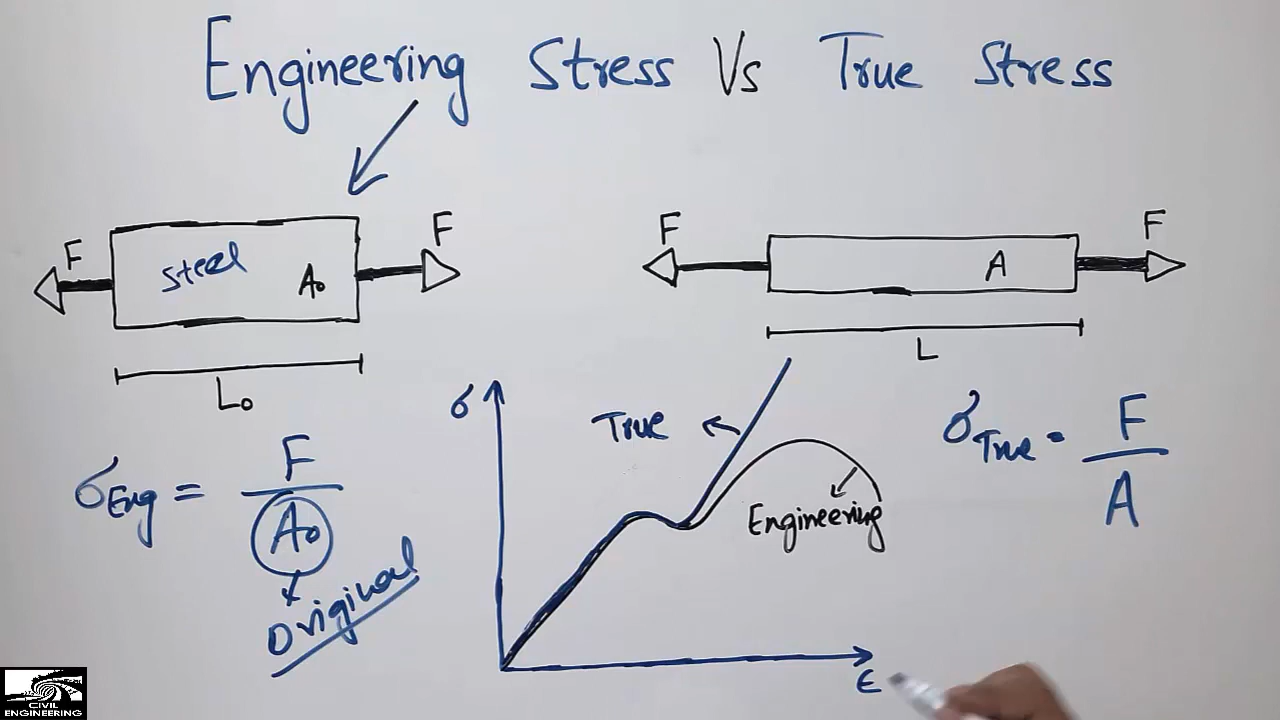 Engineering Stress Vs True Stress
F
Steel
A₀
F
L₀
F
A
F
L
σ
True
Engineering
ϵ
σEng = F / A₀
Original
σTrue = F / A
CIVIL
ENGINEERING